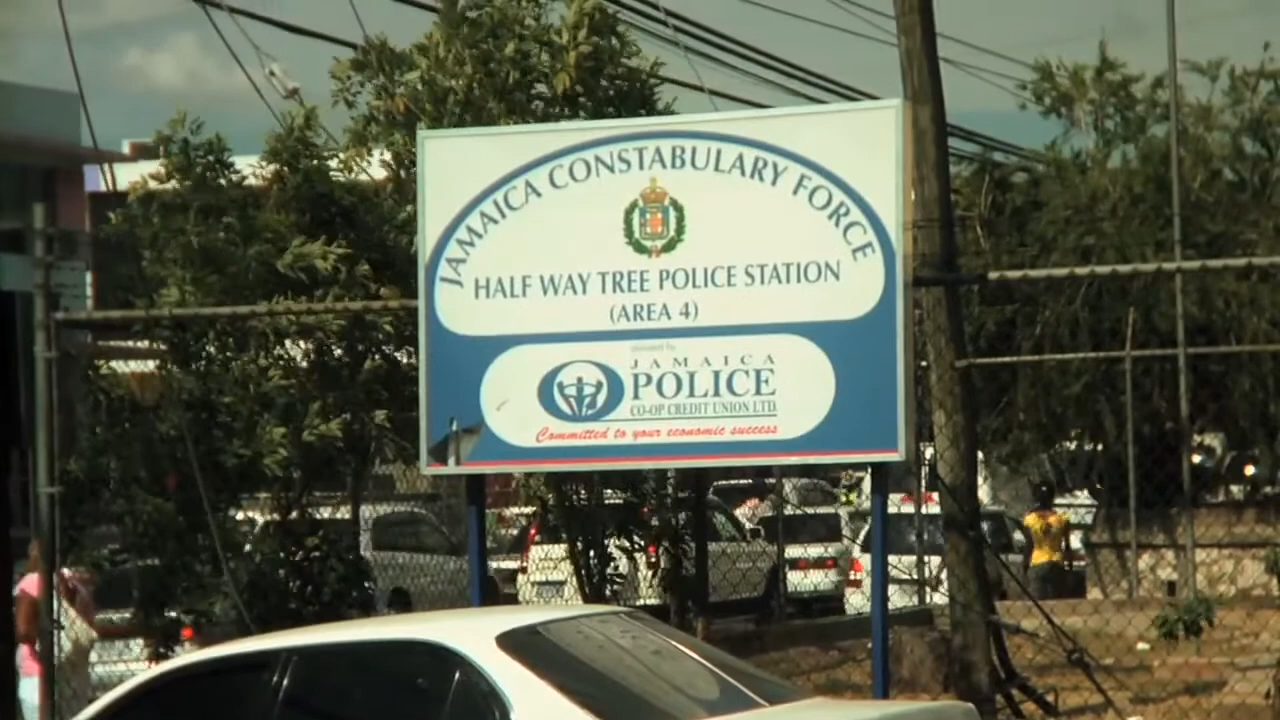 JAMAICA CONSTABULARY FORCE
HALF WAY TREE POLICE STATION
(AREA 4)
JAMAICA
POLICE
CO-OP CREDIT UNION LTD.
Committed to your economic success